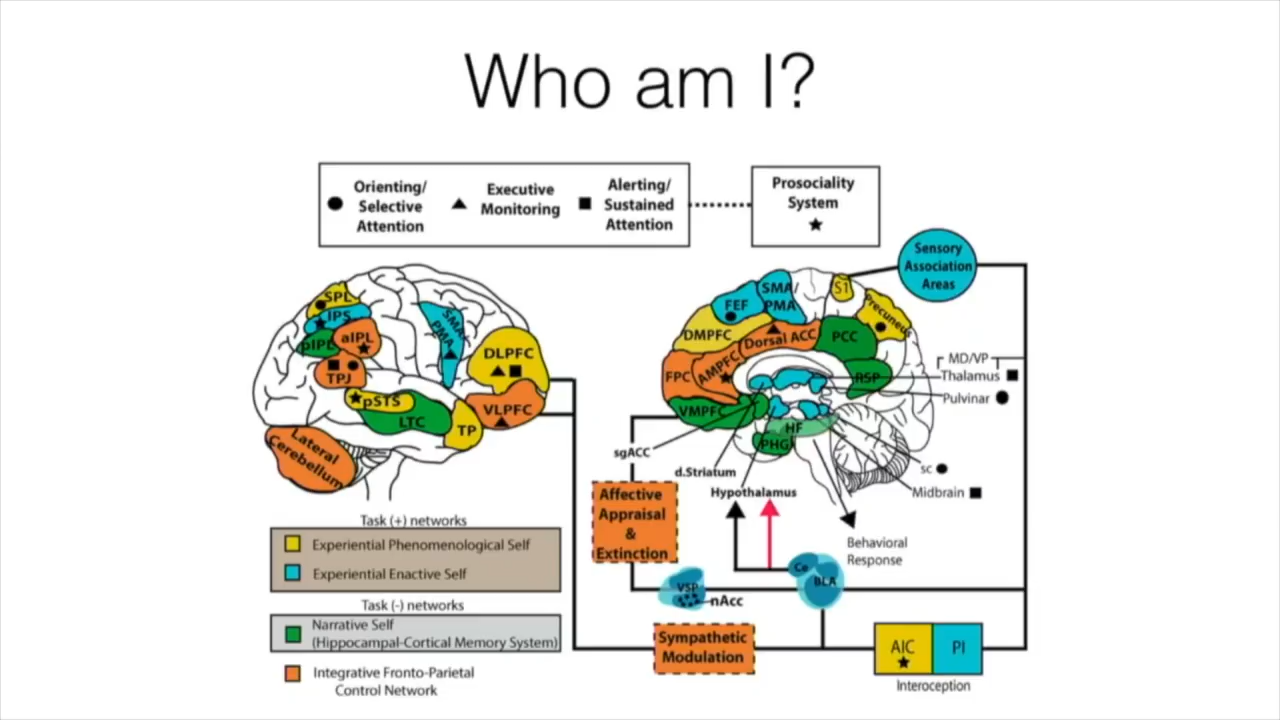 Who am I?
Orienting/
Selective
Attention
Executive
Monitoring
Alerting/
Sustained
Attention
Prosociality
System
Sensory
Association
Areas
SPL
IPS
pIPL
aIPL
TPJ
pSTS
LTC
TP
SMA/
PMA
DLPFC
VLPFC
Lateral
Cerebellum
FEF
SMA/
PMA
S1
Precuneus
DMPFC
Dorsal ACC
PCC
FPC
AMPFC
RSP
VMPFC
HF
PHG
MD/VP
Thalamus
Pulvinar
sc
Midbrain
sgACC
d.Striatum
Hypothalamus
Affective
Appraisal
&
Extinction
Behavioral
Response
Ce
BLA
VSP
nAcc
Sympathetic
Modulation
AIC
PI
Interoception
Task (+) networks
Experiential Phenomenological Self
Experiential Enactive Self
Task (-) networks
Narrative Self
(Hippocampal-Cortical Memory System)
Integrative Fronto-Parietal
Control Network